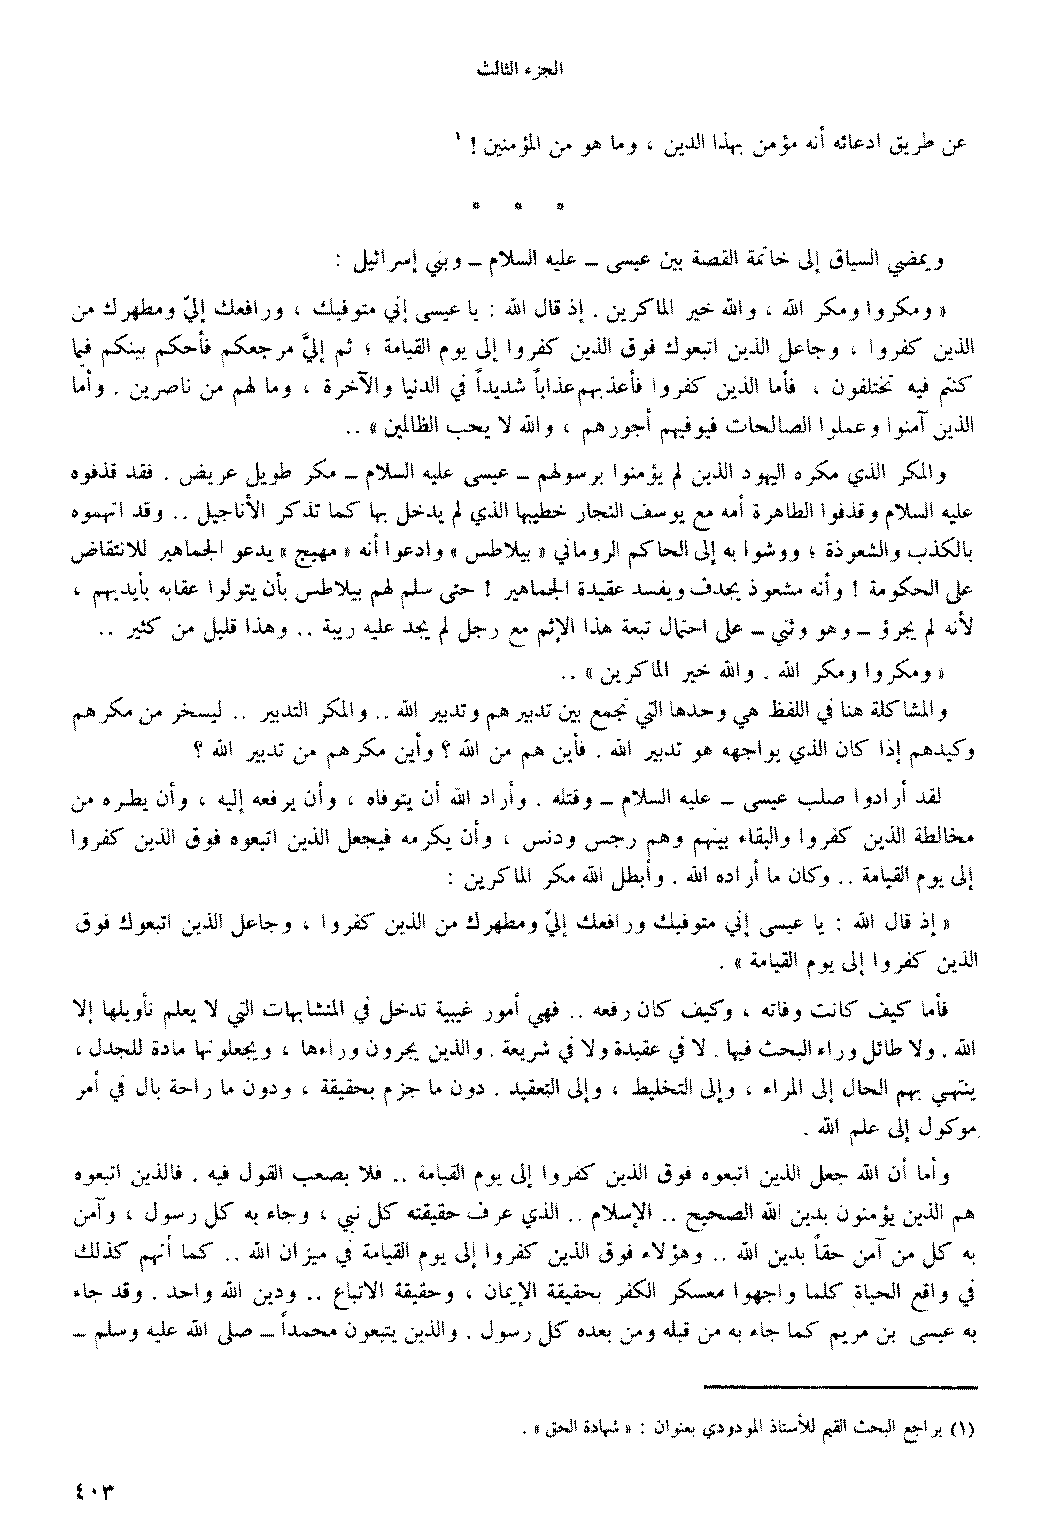 الجزء الثالث
عن طريق ادعائه أنه مؤمن بهذا الدين ، وما هو من المؤمنين ! ١
* * *
ويمضي السياق إلى خاتمة القصة بين عيسى – عليه السلام – وبني إسرائيل :
« ومكروا ومكر الله ، والله خير الماكرين . إذ قال الله : يا عيسى إني متوفيك ، ورافعك إليّ ومطهرك من
الذين كفروا ، وجاعل الذين اتبعوك فوق الذين كفروا إلى يوم القيامة ؛ ثم إليَّ مرجعكم فأحكم بينكم فيما
كنتم فيه تختلفون ، فأما الذين كفروا فأعذبهم عذاباً شديداً في الدنيا والآخرة ، وما لهم من ناصرين . وأما
الذين آمنوا وعملوا الصالحات فيوفيهم أجورهم ، والله لا يحب الظالمين » ..
والمكر الذي مكره اليهود الذين لم يؤمنوا برسولهم – عيسى عليه السلام – مكر طويل عريض . فقد قذفوه
عليه السلام وقذفوا الطاهرة أمه مع يوسف النجار خطيبها الذي لم يدخل بها كما تذكر الأناجيل .. وقد اتهموه
بالكذب والشعوذة ؛ ووشوا به إلى الحاكم الروماني « بيلاطس » وادعوا أنه « مهيج » يدعو الجماهير للانتقاض
على الحكومة ! وأنه مشعوذ يجدف ويفسد عقيدة الجماهير ! حتى سلم لهم بيلاطس بأن يتولوا عقابه بأيديهم ،
لأنه لم يجرؤ – وهو وثني – على احتمال تبعة هذا الإثم مع رجل لم يجد عليه ريبة .. وهذا قليل من كثير ..
« ومكروا ومكر الله . والله خير الماكرين » ..
والمشاكلة هنا في اللفظ هي وحدها التي تجمع بين تدبيرهم وتدبير الله .. والمكر التدبير .. ليسخر من مكرهم
وكيدهم إذا كان الذي يواجهه هو تدبير الله . فأين هم من الله ؟ وأين مكرهم من تدبير الله ؟
لقد أرادوا صلب عيسى – عليه السلام – وقتله . وأراد الله أن يتوفاه ، وأن يرفعه إليه ، وأن يطهره من
مخالطة الذين كفروا والبقاء بينهم وهم رجس ودنس ، وأن يكرمه فيجعل الذين اتبعوه فوق الذين كفروا
إلى يوم القيامة .. وكان ما أراده الله . وأبطل الله مكر الماكرين :
« إذ قال الله : يا عيسى إني متوفيك ورافعك إليّ ومطهرك من الذين كفروا ، وجاعل الذين اتبعوك فوق
الذين كفروا إلى يوم القيامة » .
فأما كيف كانت وفاته ، وكيف كان رفعه .. فهي أمور غيبية تدخل في المتشابهات التي لا يعلم تأويلها إلا
الله . ولا طائل وراء البحث فيها . لا في عقيدة ولا في شريعة . والذين يجرون وراءها ، ويجعلونها مادة للجدل ،
ينتهي بهم الحال إلى المراء ، وإلى التخليط ، وإلى التعقيد . دون ما جزم بحقيقة ، ودون ما راحة بال في أمر
موكول إلى علم الله .
وأما أن الله جعل الذين اتبعوه فوق الذين كفروا إلى يوم القيامة .. فلا يصعب القول فيه . فالذين اتبعوه
هم الذين يؤمنون بدين الله الصحيح .. الإسلام .. الذي عرف حقيقته كل نبي ، وجاء به كل رسول ، وآمن
به كل من آمن حقاً بدين الله .. وهؤلاء فوق الذين كفروا إلى يوم القيامة في ميزان الله .. كما أنهم كذلك
في واقع الحياة كلما واجهوا معسكر الكفر بحقيقة الإيمان ، وحقيقة الاتباع .. ودين الله واحد . وقد جاء
به عيسى بن مريم كما جاء به من قبله ومن بعده كل رسول . والذين يتبعون محمداً – صلى الله عليه وسلم –
(١) يراجع البحث القيم للأستاذ المودودي بعنوان : « شهادة الحق » .
٤٠٣